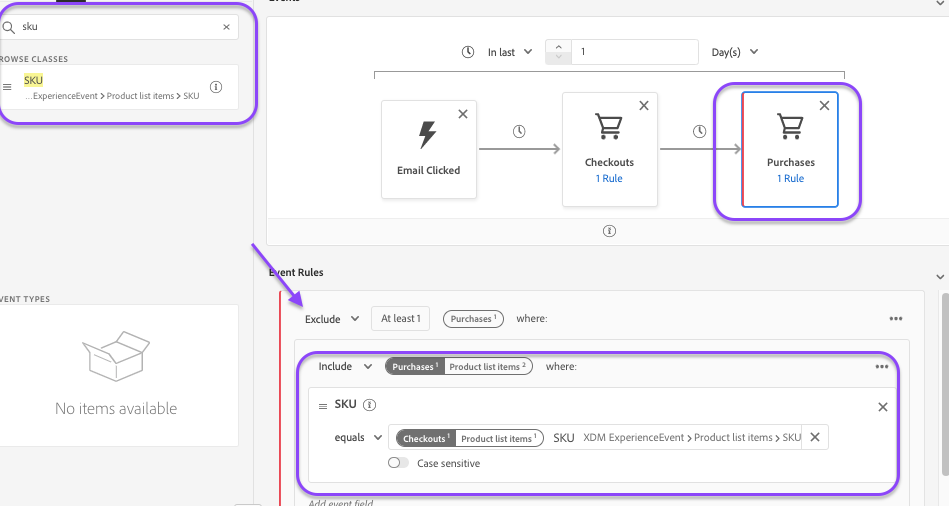 sku
ROWSE CLASSES
SKU
...ExperienceEvent > Product list items > SKU
VENT TYPES
No items available
Events
In last 1 Day(s)
Email Clicked
Checkouts
1 Rule
Purchases
1 Rule
Event Rules
Exclude At least 1 Purchases 1 where:
Include Purchases 1 Product list items 2 where:
SKU
equals Checkouts 1 Product list items 1 SKU XDM ExperienceEvent > Product list items > SKU
Case sensitive
Add event field